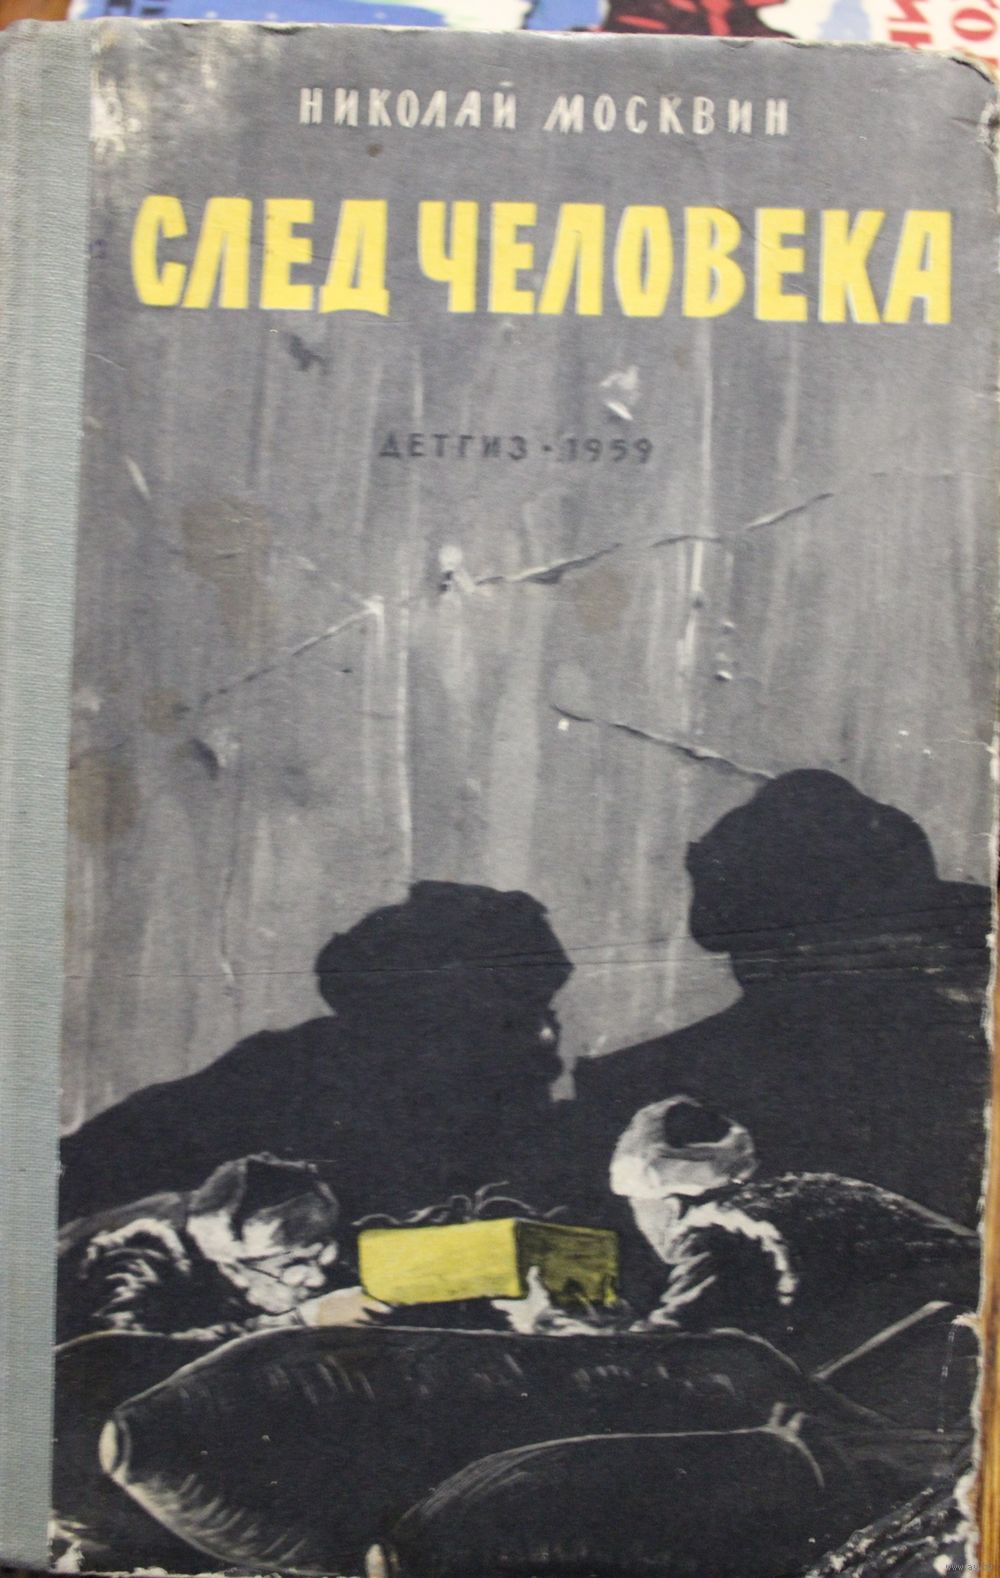 НИКОЛАЙ МОСКВИН
СЛЕД ЧЕЛОВЕКА
ДЕТГИЗ · 1959